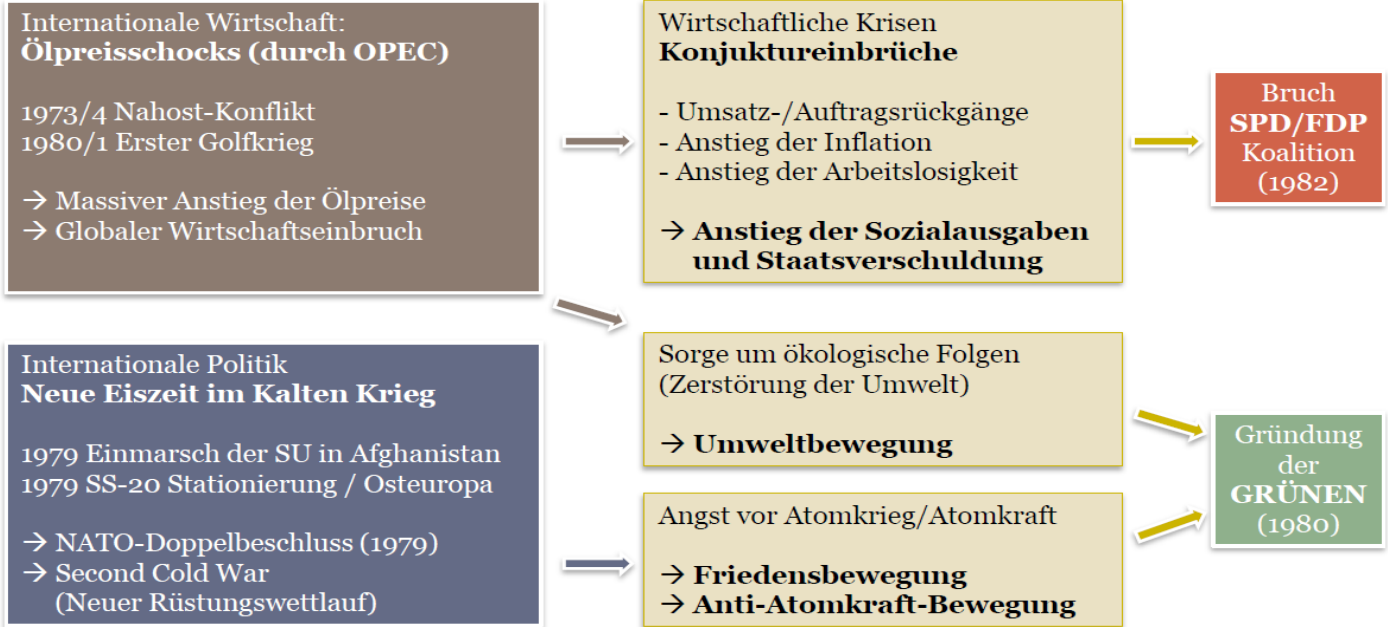 Internationale Wirtschaft:
Ölpreisschocks (durch OPEC)
1973/4 Nahost-Konflikt
1980/1 Erster Golfkrieg
→ Massiver Anstieg der Ölpreise
→ Globaler Wirtschaftseinbruch
Wirtschaftliche Krisen
Konjuktureinbrüche
- Umsatz-/Auftragsrückgänge
- Anstieg der Inflation
- Anstieg der Arbeitslosigkeit
→ Anstieg der Sozialausgaben
und Staatsverschuldung
Bruch
SPD/FDP
Koalition
(1982)
Internationale Politik
Neue Eiszeit im Kalten Krieg
1979 Einmarsch der SU in Afghanistan
1979 SS-20 Stationierung / Osteuropa
→ NATO-Doppelbeschluss (1979)
→ Second Cold War
(Neuer Rüstungswettlauf)
Sorge um ökologische Folgen
(Zerstörung der Umwelt)
→ Umweltbewegung
Angst vor Atomkrieg/Atomkraft
→ Friedensbewegung
→ Anti-Atomkraft-Bewegung
Gründung
der
GRÜNEN
(1980)